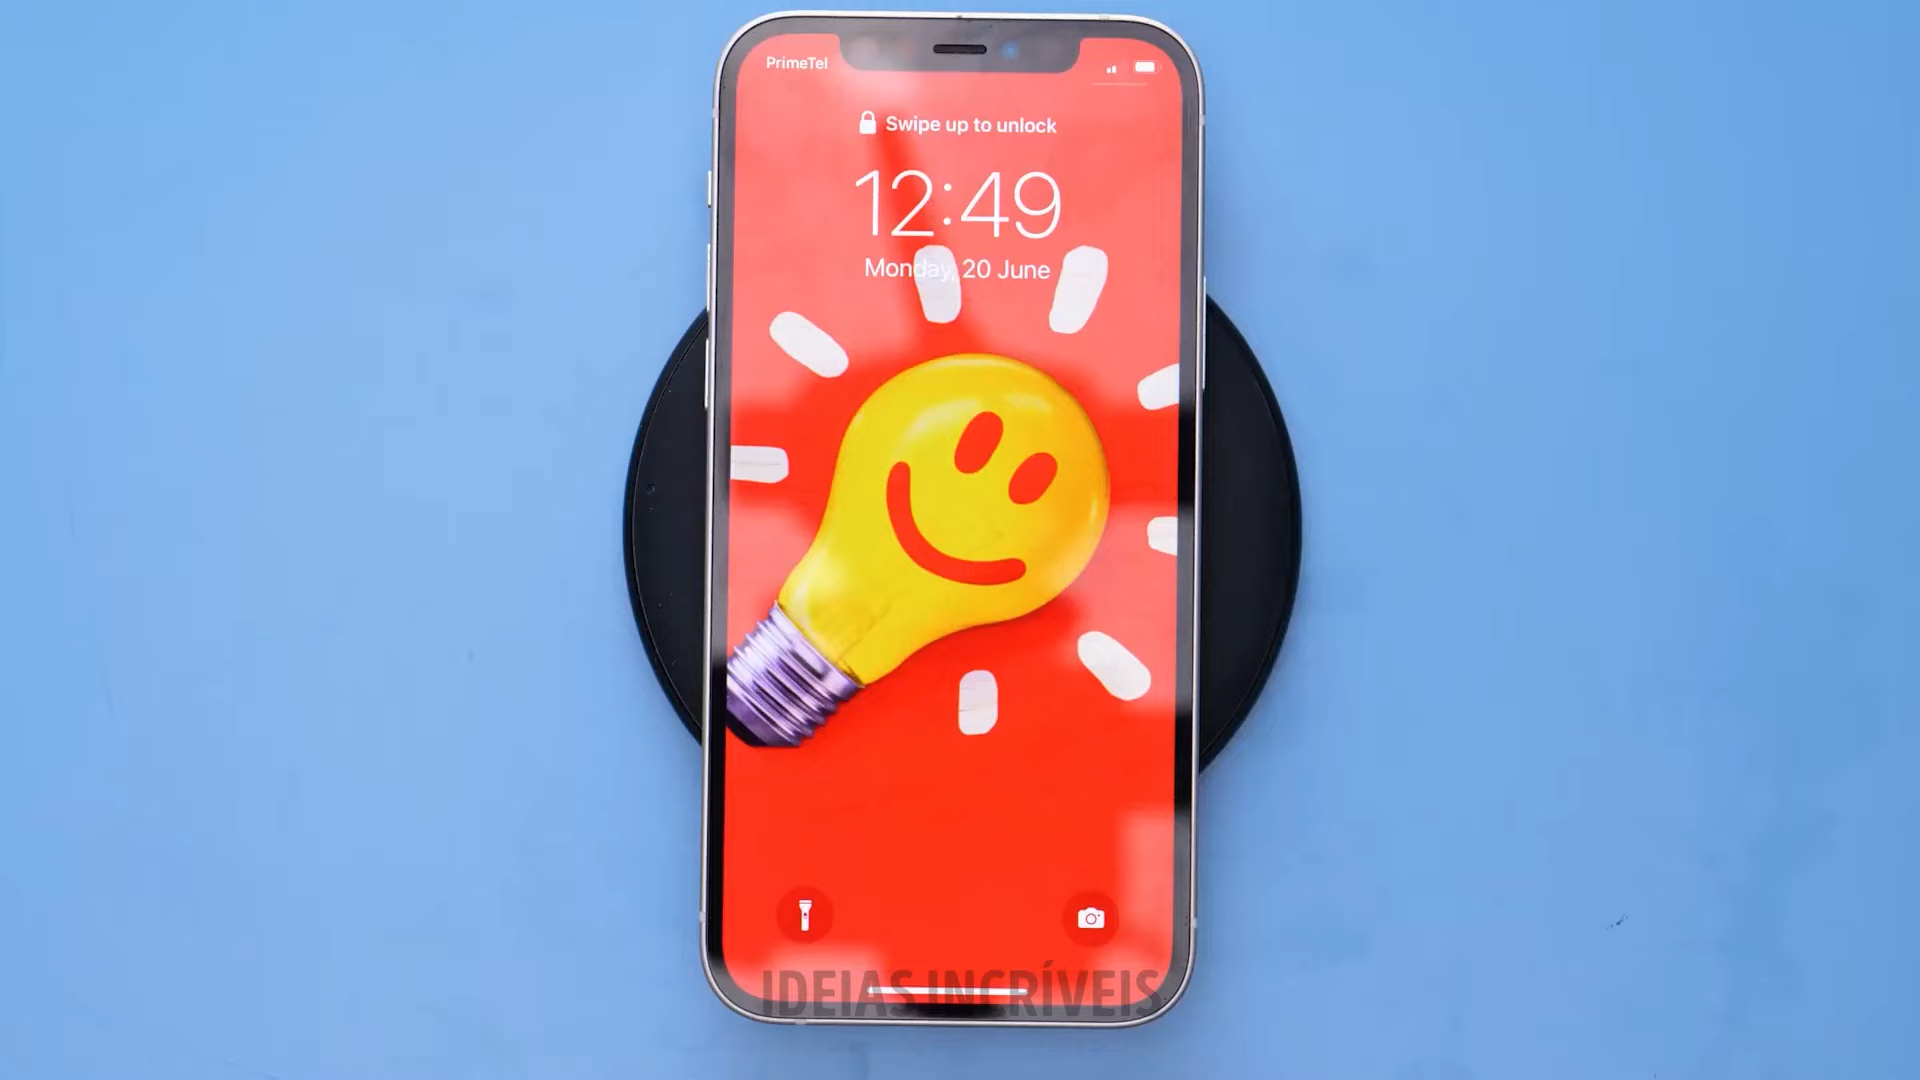 PrimeTel
Swipe up to unlock
12:49
Monday, 20 June
IDEIAS INCRÍVEIS